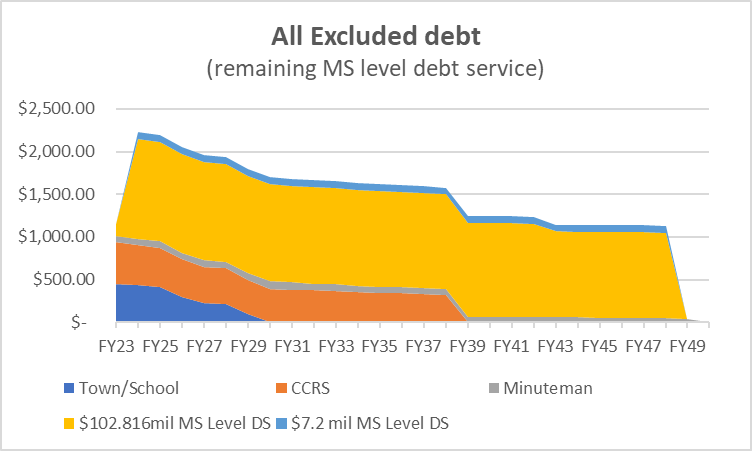 All Excluded debt
(remaining MS level debt service)
$2,500.00
$2,000.00
$1,500.00
$1,000.00
$500.00
$-
FY23 FY25 FY27 FY29 FY31 FY33 FY35 FY37 FY39 FY41 FY43 FY45 FY47 FY49
Town/School CCRS Minuteman
$102.816mil MS Level DS $7.2 mil MS Level DS